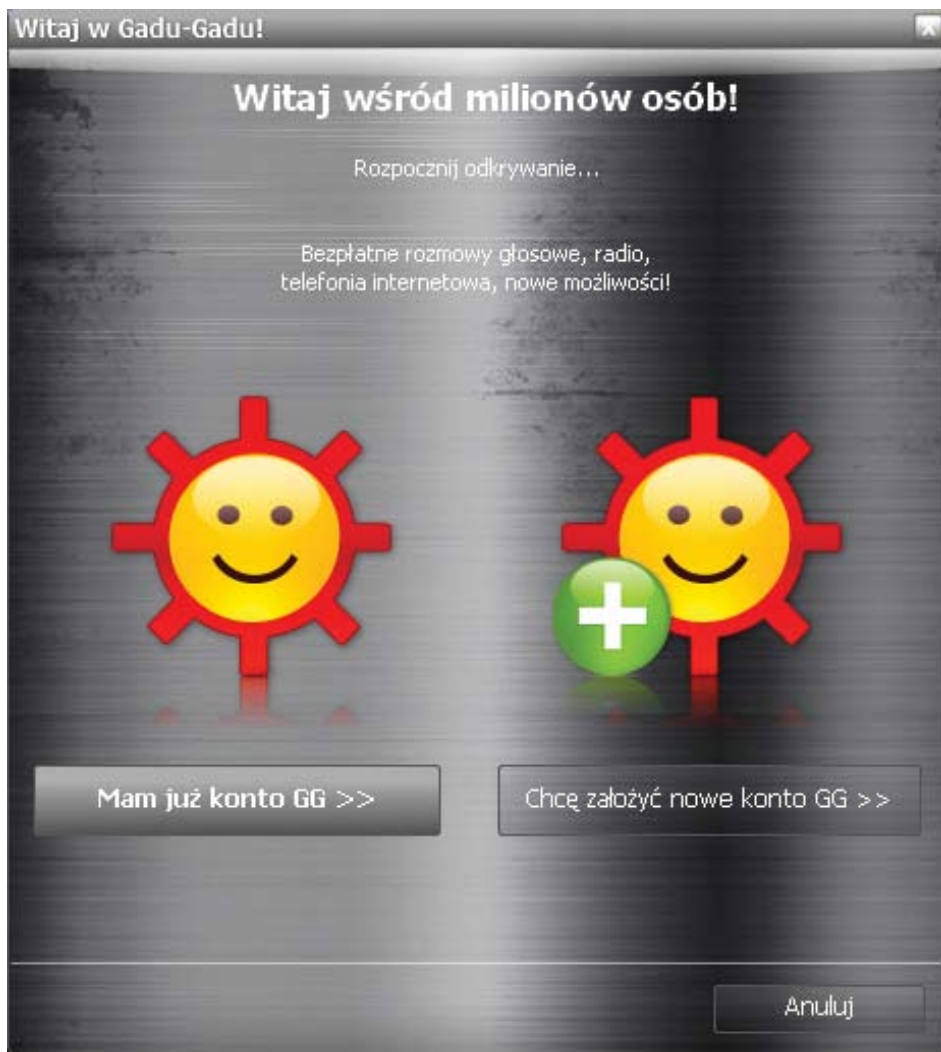 Witaj w Gadu-Gadu!
Witaj wśród milionów osób!
Rozpocznij odkrywanie...
Bezpłatne rozmowy głosowe, radio,
telefonia internetowa, nowe możliwości!
Mam już konto GG >>
Chcę założyć nowe konto GG >>
Anuluj